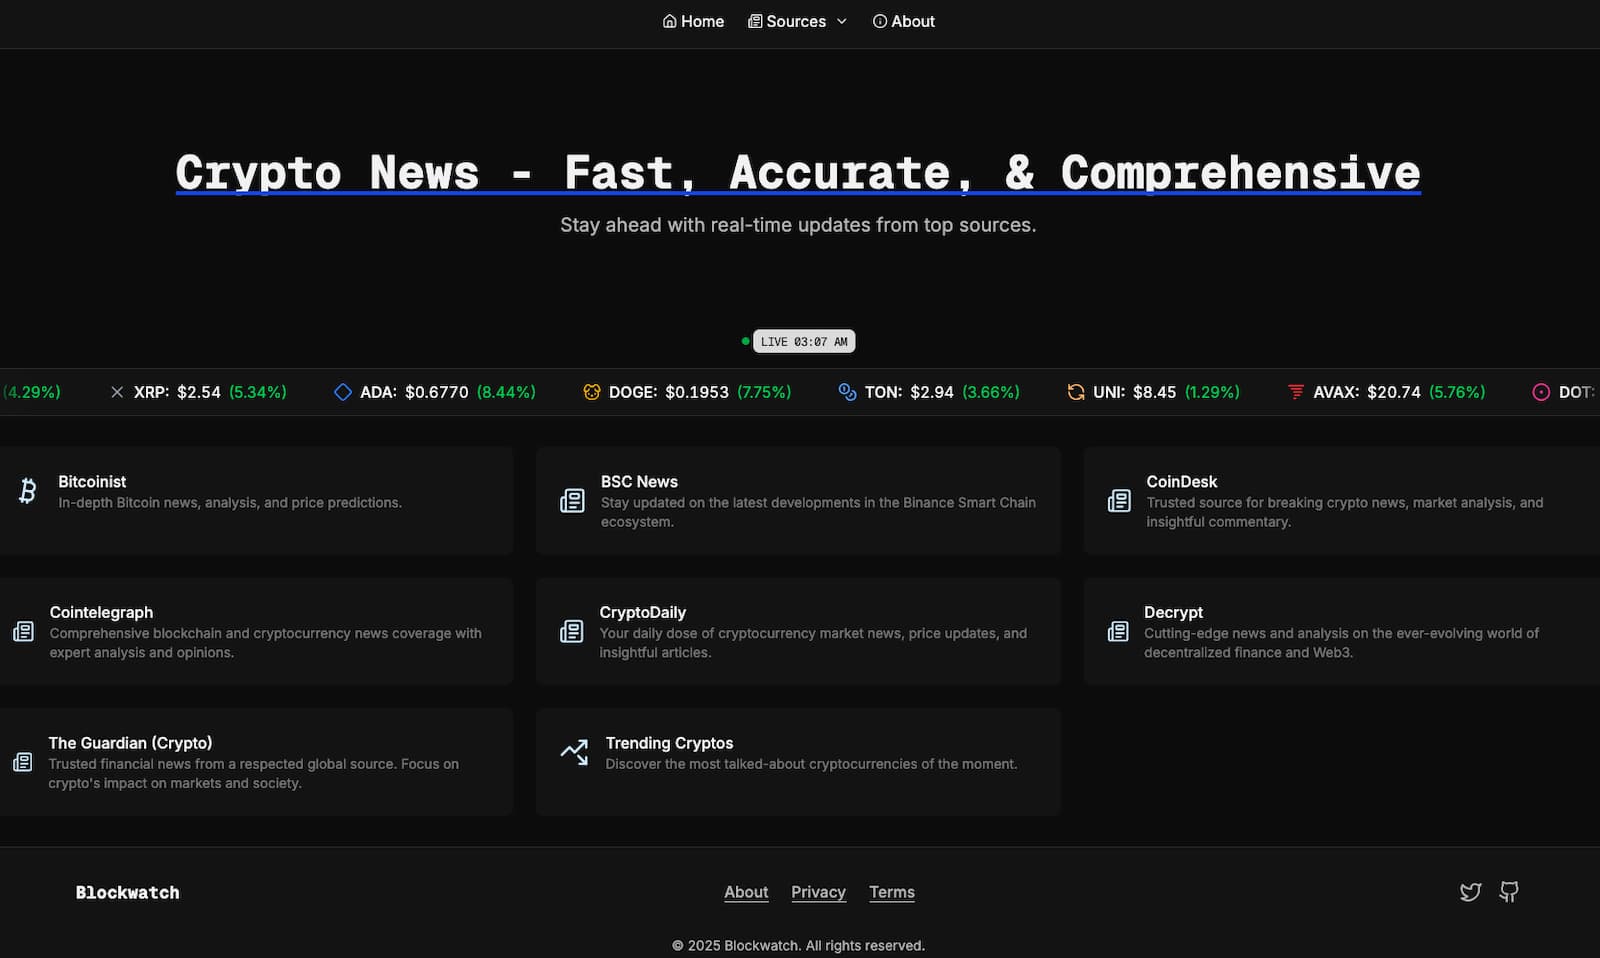 Home Sources About
Crypto News - Fast, Accurate, & Comprehensive
Stay ahead with real-time updates from top sources.
LIVE 03:07 AM
(4.29%) XRP: $2.54 (5.34%) ADA: $0.6770 (8.44%) DOGE: $0.1953 (7.75%) TON: $2.94 (3.66%) UNI: $8.45 (1.29%) AVAX: $20.74 (5.76%) DOT:
Bitcoinist
In-depth Bitcoin news, analysis, and price predictions.
BSC News
Stay updated on the latest developments in the Binance Smart Chain
ecosystem.
CoinDesk
Trusted source for breaking crypto news, market analysis, and
insightful commentary.
Cointelegraph
Comprehensive blockchain and cryptocurrency news coverage with
expert analysis and opinions.
CryptoDaily
Your daily dose of cryptocurrency market news, price updates, and
insightful articles.
Decrypt
Cutting-edge news and analysis on the ever-evolving world of
decentralized finance and Web3.
The Guardian (Crypto)
Trusted financial news from a respected global source. Focus on
crypto's impact on markets and society.
Trending Cryptos
Discover the most talked-about cryptocurrencies of the moment.
Blockwatch
About Privacy Terms
© 2025 Blockwatch. All rights reserved.